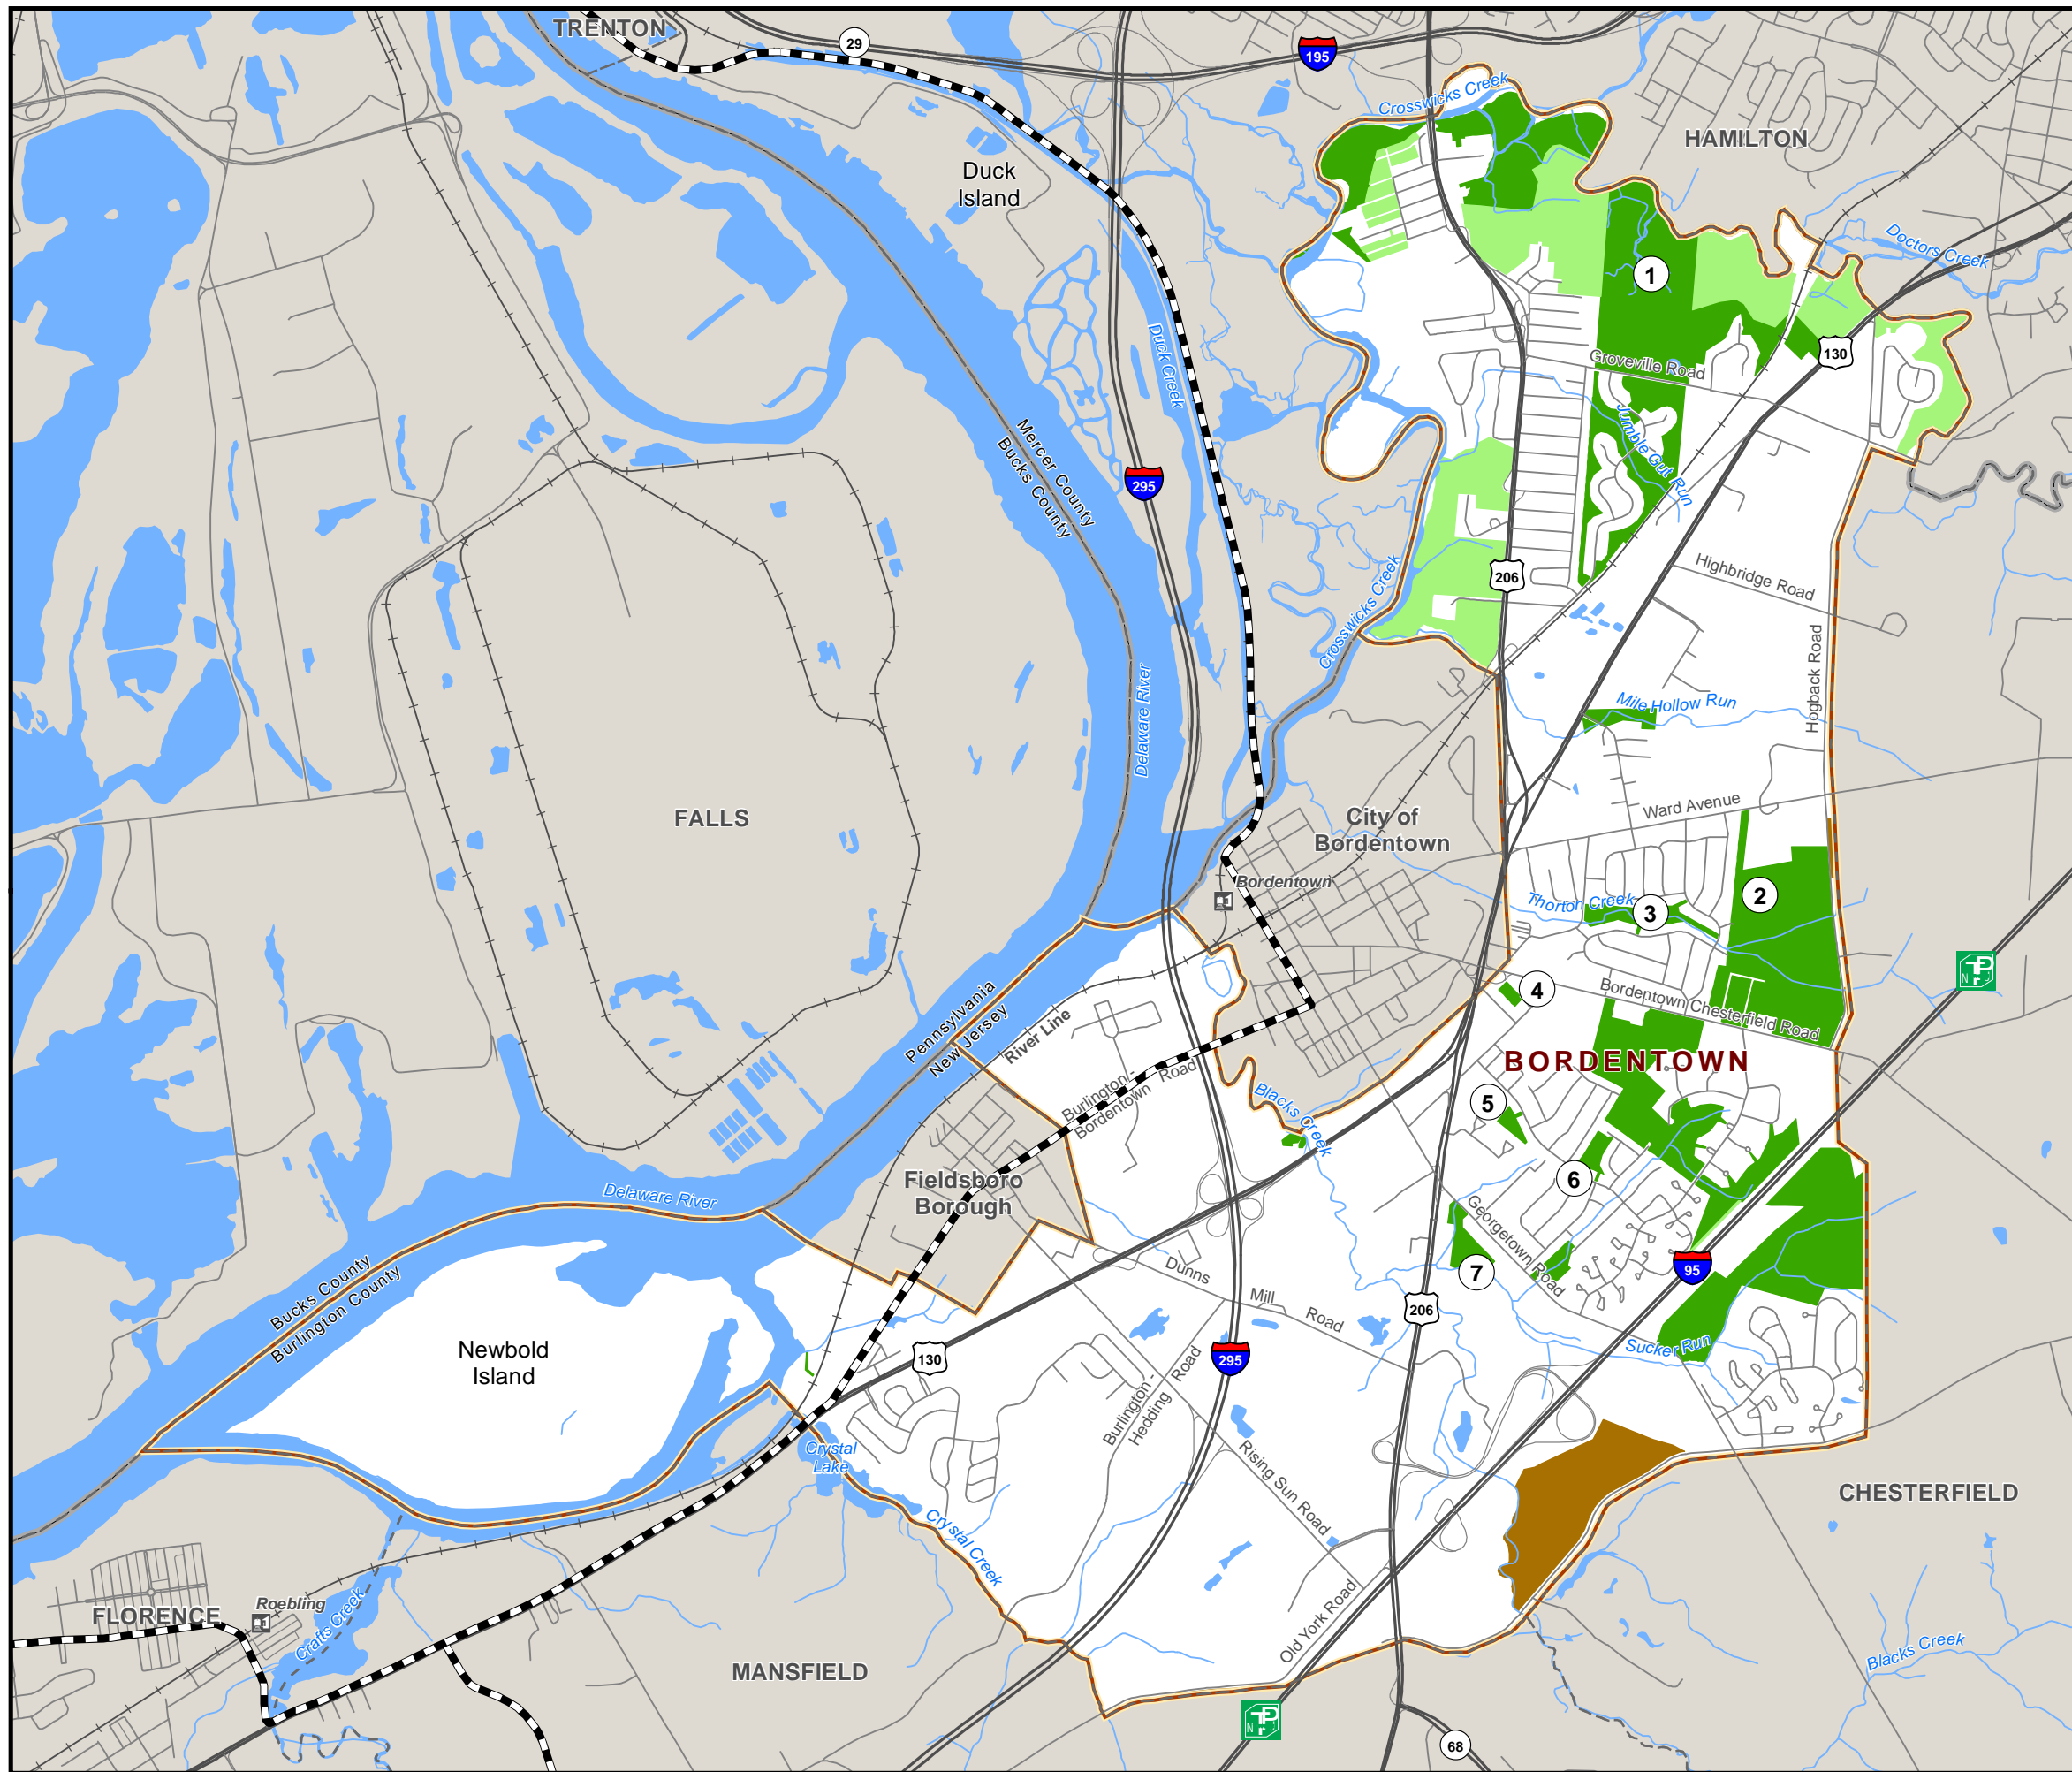 TRENTON
29
195
Crosswicks Creek
HAMILTON
Duck
Island
Doctors Creek
1
130
Groveville Road
Duck Creek
Jumble Gut Run
Mercer County
Bucks County
295
206
Highbridge Road
Crosswicks Creek
Hogback Road
Delaware River
Mile Hollow Run
FALLS
City of
Bordentown
Ward Avenue
Bordentown
2
Thorton Creek
3
4
Bordentown Chesterfield Road
NTPr
Pennsylvania
New Jersey
River Line
BORDENTOWN
Burlington -
Bordentown Road
Blacks Creek
5
6
Fieldsboro
Borough
Delaware River
Georgetown Road
7
95
Dunns Mill Road
206
Bucks County
Burlington County
Newbold
Island
130
295
Sucker Run
Burlington -
Hedding Road
Crystal
Lake
Rising Sun Road
CHESTERFIELD
Crystal Creek
Roebling
FLORENCE
Crafts Creek
Old York Road
Blacks Creek
MANSFIELD
NTPr
68